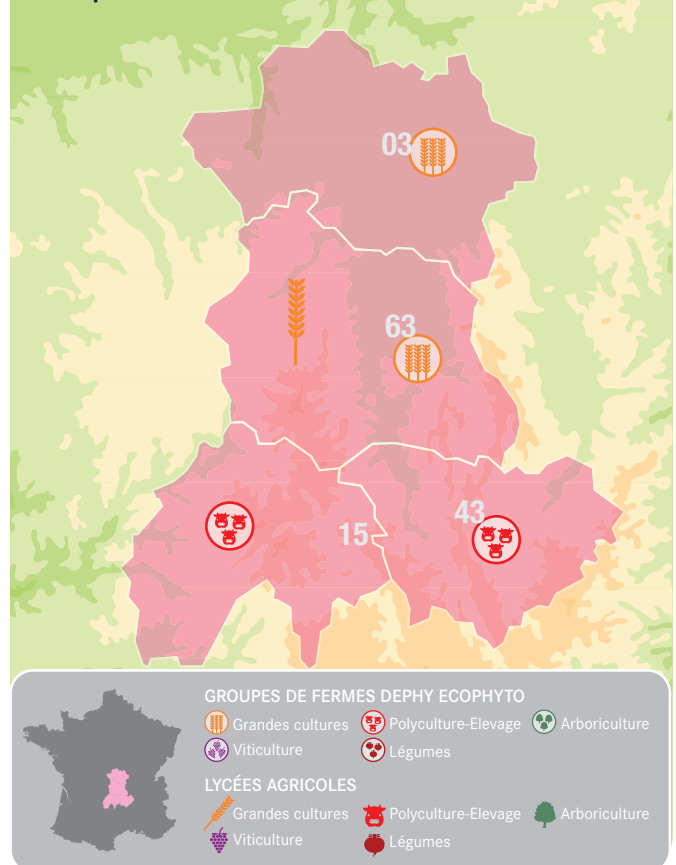 03
63
43
15
GROUPES DE FERMES DEPHY ECOPHYTO
Grandes cultures Polyculture-Elevage Arboriculture
Viticulture Légumes
LYCÉES AGRICOLES
Grandes cultures Polyculture-Elevage Arboriculture
Viticulture Légumes